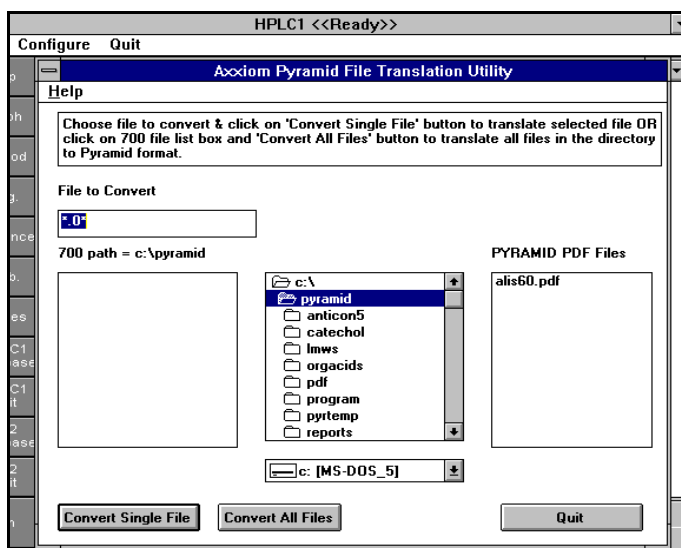 HPLC1 <<Ready>>
Configure Quit
Axxiom Pyramid File Translation Utility
Help
Choose file to convert & click on 'Convert Single File' button to translate selected file OR
click on 700 file list box and 'Convert All Files' button to translate all files in the directory
to Pyramid format.
File to Convert
*.0*
700 path = c:\pyramid
PYRAMID PDF Files
c:\
pyramid
anticon5
catechol
lmws
orgacids
pdf
program
pyrtemp
reports
alis60.pdf
c: [MS-DOS_5]
Convert Single File
Convert All Files
Quit